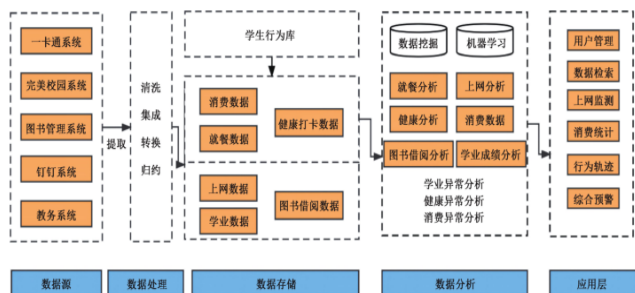 一卡通系统
完美校园系统
图书管理系统
钉钉系统
教务系统
提取
清洗
集成
转换
归约
学生行为库
消费数据
就餐数据
健康打卡数据
上网数据
学业数据
图书借阅数据
数据挖掘
机器学习
就餐分析
上网分析
健康分析
消费数据
图书借阅分析
学业成绩分析
学业异常分析
健康异常分析
消费异常分析
用户管理
数据检索
上网监测
消费统计
行为轨迹
综合预警
数据源
数据处理
数据存储
数据分析
应用层